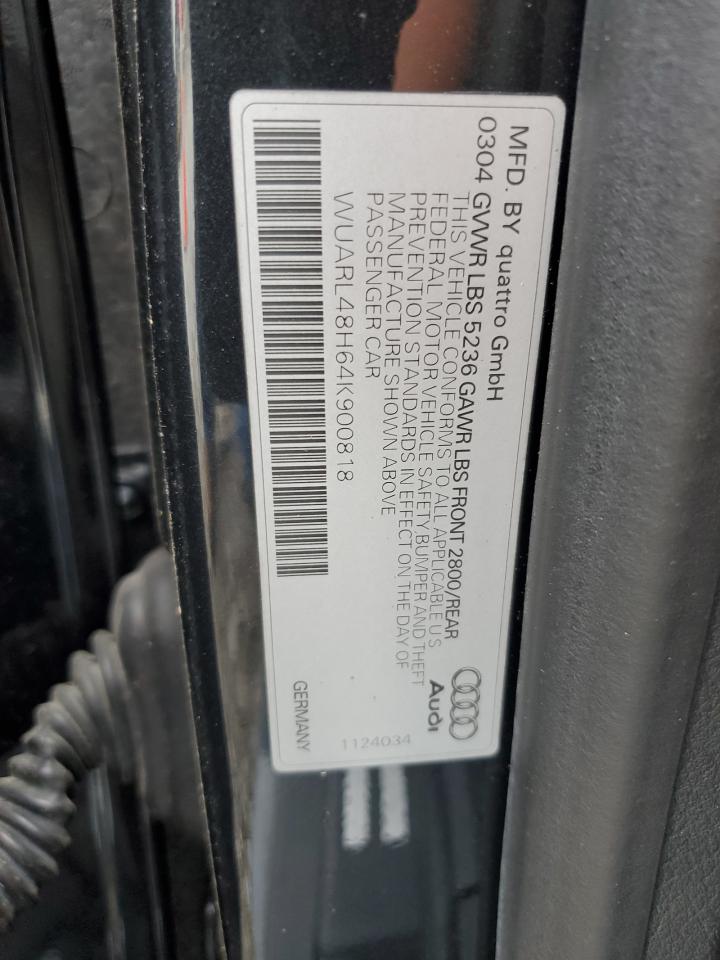 MFD. BY quattro GmbH
0304 GVWR LBS 5236 GAWR LBS FRONT 2800/REAR
THIS VEHICLE CONFORMS TO ALL APPLICABLE U S
FEDERAL MOTOR VEHICLE SAFETY, BUMPER AND THEFT
PREVENTION STANDARDS IN EFFECT ON THE DAY OF
MANUFACTURE SHOWN ABOVE
PASSENGER CAR
WUARL48H64K900818
Audi
1124034
GERMANY